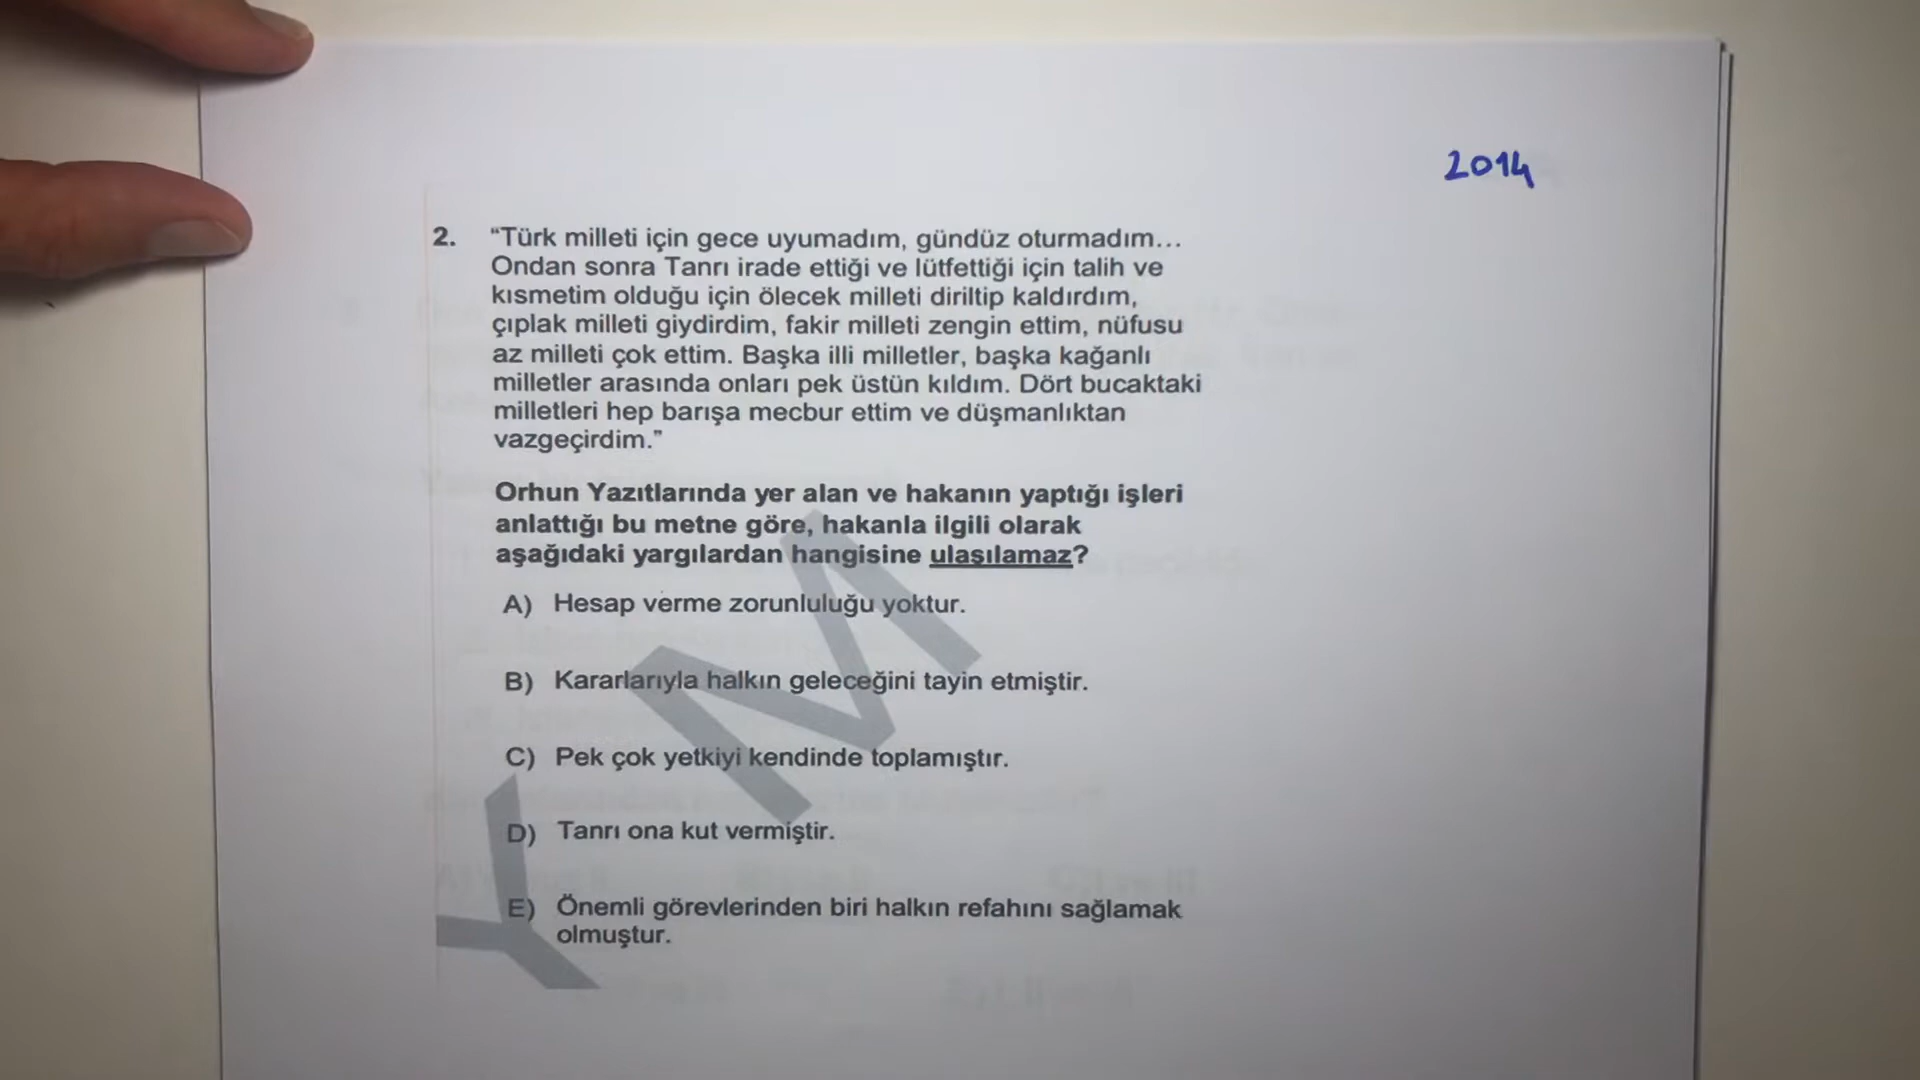 2014
2. "Türk milleti için gece uyumadım, gündüz oturmadım...
Ondan sonra Tanrı irade ettiği ve lütfettiği için talih ve
kısmetim olduğu için ölecek milleti diriltip kaldırdım,
çıplak milleti giydirdim, fakir milleti zengin ettim, nüfusu
az milleti çok ettim. Başka illi milletler, başka kağanlı
milletler arasında onları pek üstün kıldım. Dört bucaktaki
milletleri hep barışa mecbur ettim ve düşmanlıktan
vazgeçirdim."
Orhun Yazıtlarında yer alan ve hakanın yaptığı işleri
anlattığı bu metne göre, hakanla ilgili olarak
aşağıdaki yargılardan hangisine ulaşılamaz?
A) Hesap verme zorunluluğu yoktur.
B) Kararlarıyla halkın geleceğini tayin etmiştir.
C) Pek çok yetkiyi kendinde toplamıştır.
D) Tanrı ona kut vermiştir.
E) Önemli görevlerinden biri halkın refahını sağlamak
olmuştur.
Y M